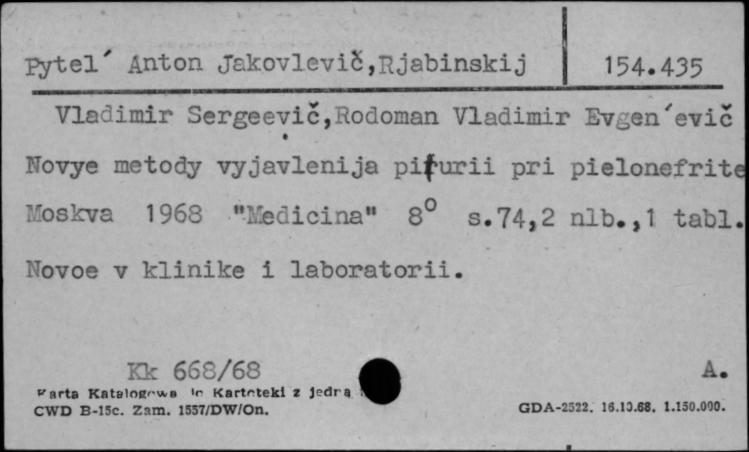 Pytel´ Anton Jakovlevič,Rjabinskij 154.435
Vladimir Sergeevič,Rodoman Vladimir Evgen´evič
Novye metody vyjavlenija piurii pri pielonefrite
Moskva 1968 "Medicina" 8° s.74,2 nlb.,1 tabl.
Novoe v klinike i laboratorii.
Kk 668/68 A.
Karta Katalogowa Kartoteki z jedną
CWD B-15c. Zam. 1557/DW/On. GDA-2522. 16.10.68. 1.150.000.